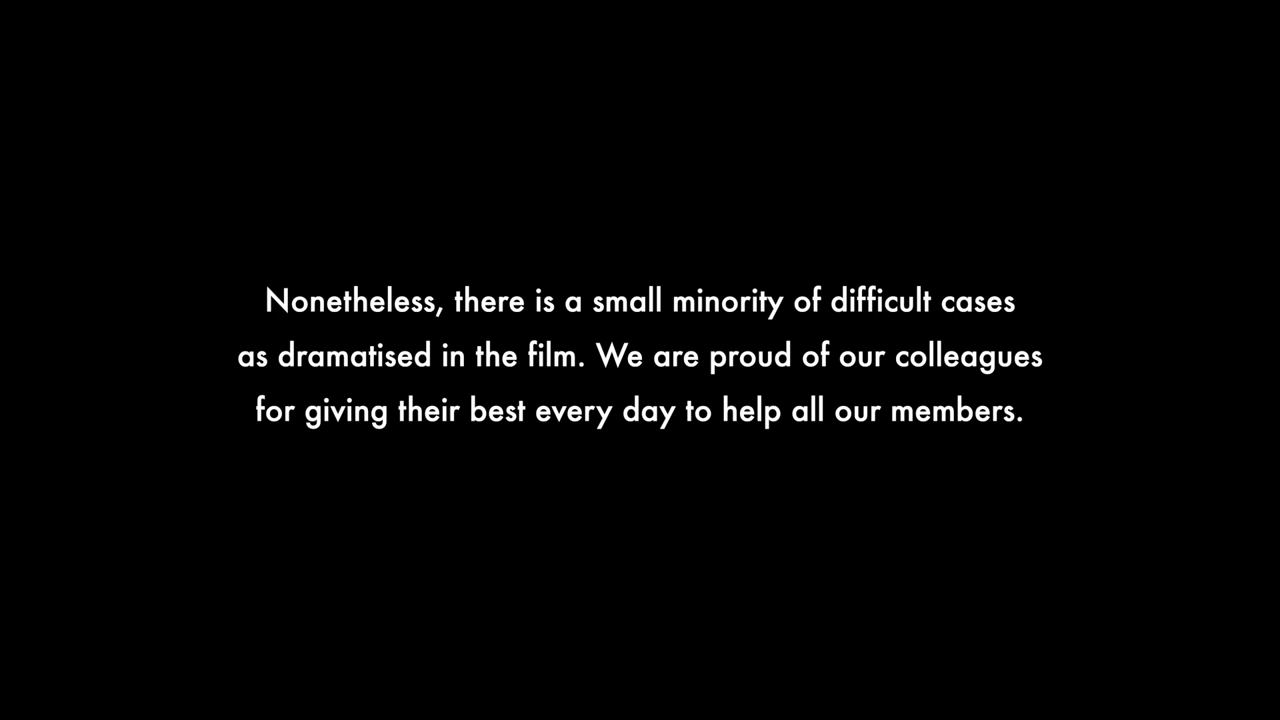 Nonetheless, there is a small minority of difficult cases
as dramatised in the film. We are proud of our colleagues
for giving their best every day to help all our members.